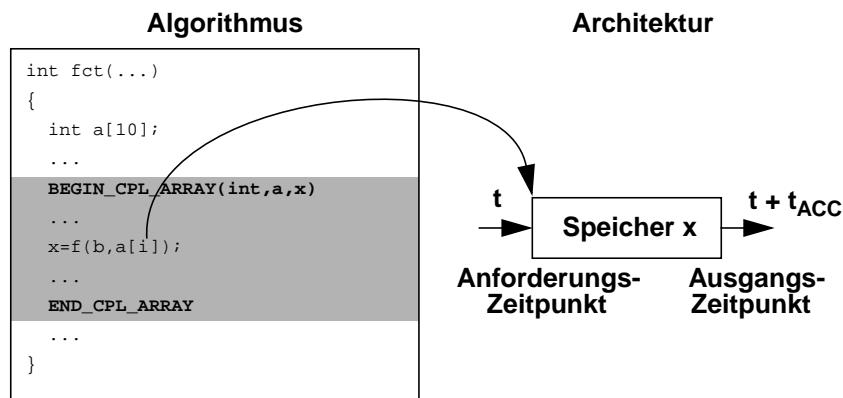 Algorithmus
Architektur
int fct(...)
{
int a[10];
...
BEGIN_CPL_ARRAY(int,a,x)
...
x=f(b,a[i]);
...
END_CPL_ARRAY
...
}
t
Speicher x
t + tACC
Anforderungs-
Zeitpunkt
Ausgangs-
Zeitpunkt